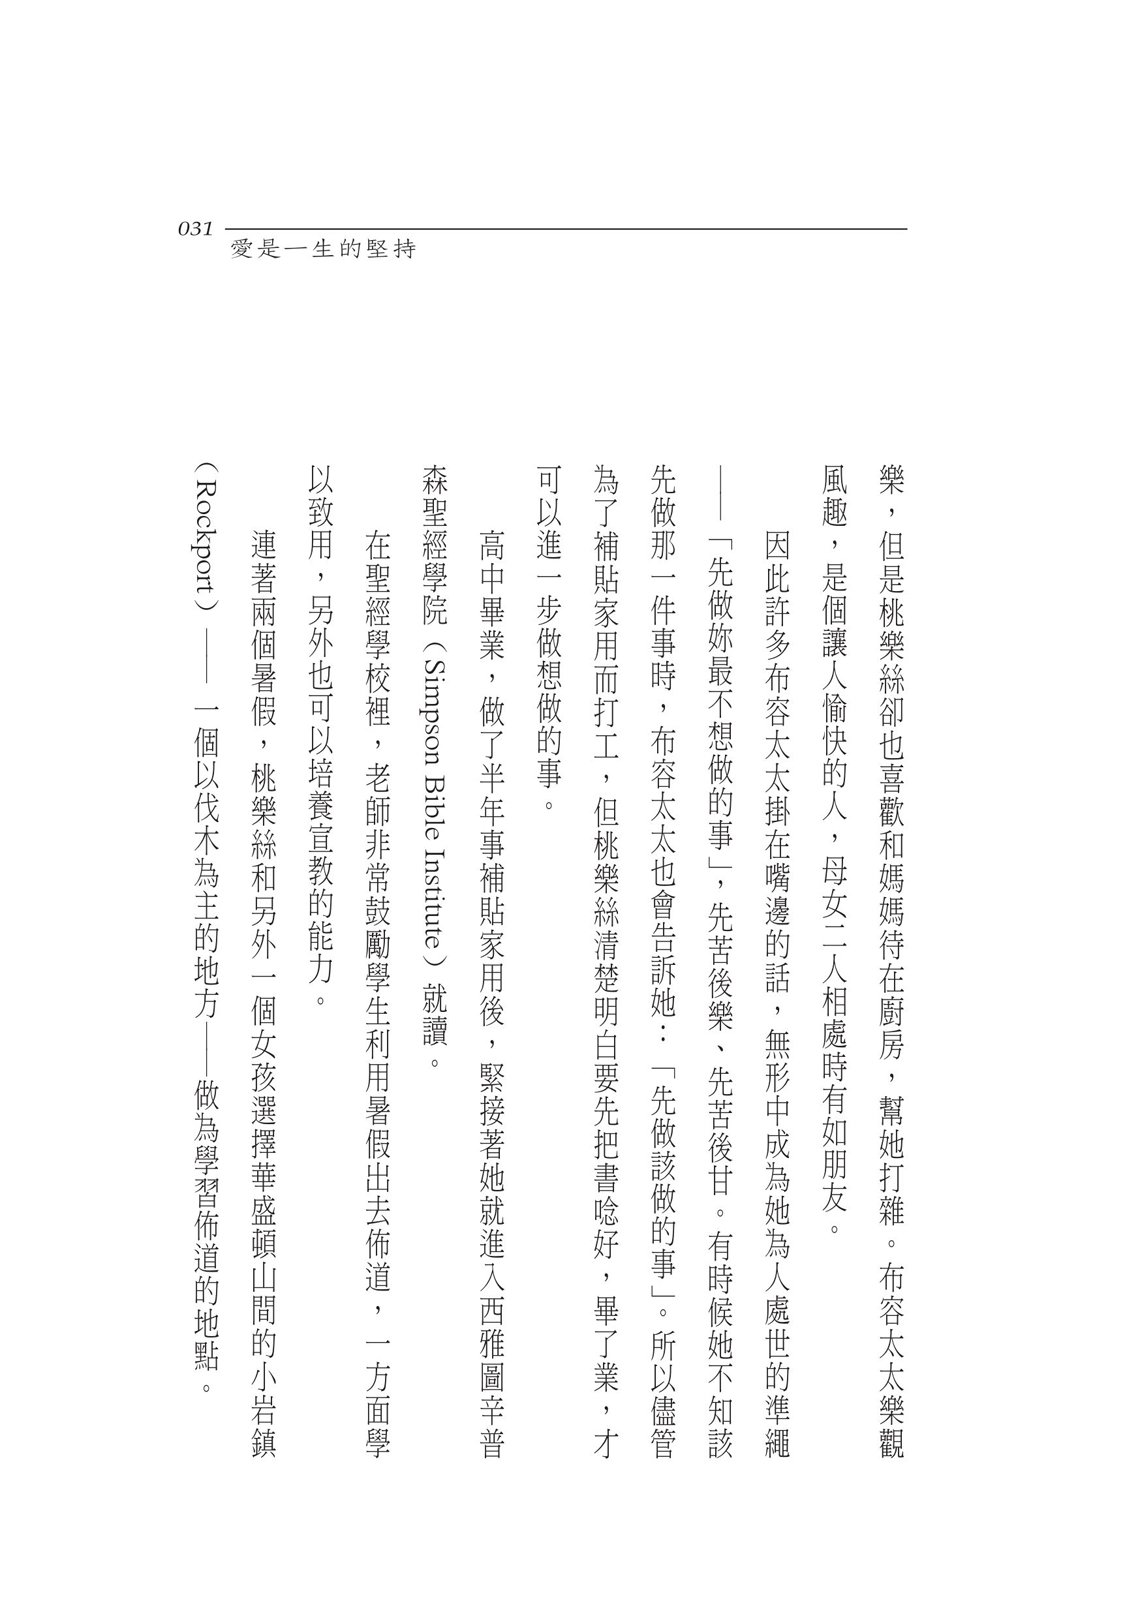 031
愛是一生的堅持
樂，但是桃樂絲卻也喜歡和媽媽待在廚房，幫她打雜。布容太太樂觀
風趣，是個讓人愉快的人，母女二人相處時有如朋友。
因此許多布容太太掛在嘴邊的話，無形中成為她為人處世的準繩
——「先做妳最不想做的事」，先苦後樂、先苦後甘。有時候她不知該
先做那一件事時，布容太太也會告訴她：「先做該做的事」。所以儘管
為了補貼家用而打工，但桃樂絲清楚明白要先把書唸好，畢了業，才
可以進一步做想做的事。
高中畢業，做了半年事補貼家用後，緊接著她就進入西雅圖辛普
森聖經學院（Simpson Bible Institute）就讀。
在聖經學校裡，老師非常鼓勵學生利用暑假出去佈道，一方面學
以致用，另外也可以培養宣教的能力。
連著兩個暑假，桃樂絲和另外一個女孩選擇華盛頓山間的小岩鎮
（Rockport）—— 一個以伐木為主的地方——做為學習佈道的地點。